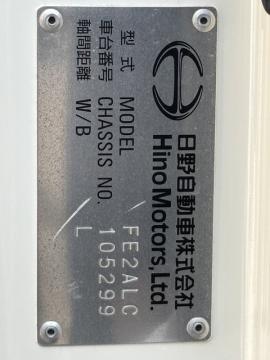 日野自動車株式会社
Hino Motors, Ltd.
型式 MODEL FE2ALC
車台番号 CHASSIS NO. 105299
軸間距離 W/B L